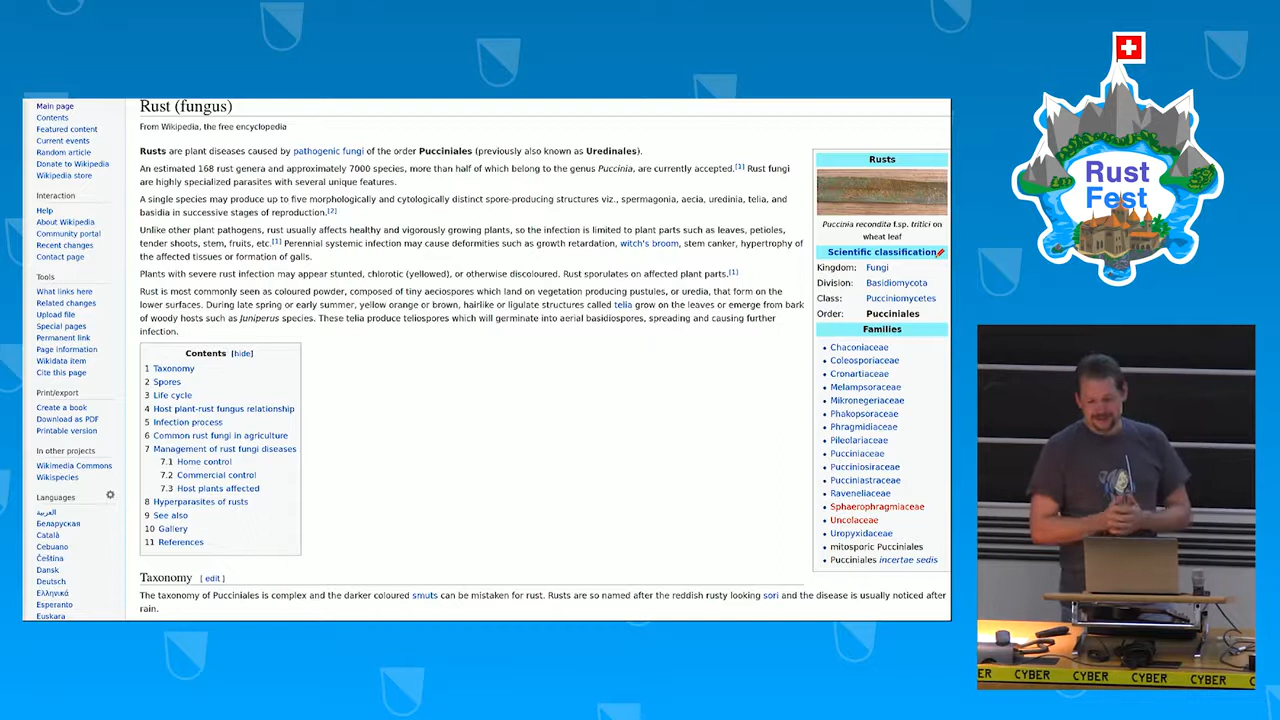 Main page
Contents
Featured content
Current events
Random article
Donate to Wikipedia
Wikipedia store
Interaction
Help
About Wikipedia
Community portal
Recent changes
Contact page
Tools
What links here
Related changes
Upload file
Special pages
Permanent link
Page information
Wikidata item
Cite this page
Print/export
Create a book
Download as PDF
Printable version
In other projects
Wikimedia Commons
Wikispecies
Languages
العربية
Беларуская
Català
Cebuano
Čeština
Dansk
Deutsch
Ελληνικά
Esperanto
Euskara
Rust (fungus)
From Wikipedia, the free encyclopedia
Rusts are plant diseases caused by pathogenic fungi of the order Pucciniales (previously also known as Uredinales).
An estimated 168 rust genera and approximately 7000 species, more than half of which belong to the genus Puccinia, are currently accepted.[1] Rust fungi
are highly specialized parasites with several unique features.
A single species may produce up to five morphologically and cytologically distinct spore-producing structures viz., spermagonia, aecia, uredinia, telia, and
basidia in successive stages of reproduction.[2]
Unlike other plant pathogens, rust usually affects healthy and vigorously growing plants, so the infection is limited to plant parts such as leaves, petioles,
tender shoots, stem, fruits, etc.[1] Perennial systemic infection may cause deformities such as growth retardation, witch's broom, stem canker, hypertrophy of
the affected tissues or formation of galls.
Plants with severe rust infection may appear stunted, chlorotic (yellowed), or otherwise discoloured. Rust sporulates on affected plant parts.[1]
Rust is most commonly seen as coloured powder, composed of tiny aeciospores which land on vegetation producing pustules, or uredia, that form on the
lower surfaces. During late spring or early summer, yellow orange or brown, hairlike or ligulate structures called telia grow on the leaves or emerge from bark
of woody hosts such as Juniperus species. These telia produce teliospores which will germinate into aerial basidiospores, spreading and causing further
infection.
Contents [hide]
1 Taxonomy
2 Spores
3 Life cycle
4 Host plant-rust fungus relationship
5 Infection process
6 Common rust fungi in agriculture
7 Management of rust fungi diseases
7.1 Home control
7.2 Commercial control
7.3 Host plants affected
8 Hyperparasites of rusts
9 See also
10 Gallery
11 References
Taxonomy [ edit ]
The taxonomy of Pucciniales is complex and the darker coloured smuts can be mistaken for rust. Rusts are so named after the reddish rusty looking sori and the disease is usually noticed after
rain.
Rusts
Puccinia recondita f.sp. tritici on
wheat leaf
Scientific classification
Kingdom: Fungi
Division: Basidiomycota
Class: Pucciniomycetes
Order: Pucciniales
Families
• Chaconiaceae
• Coleosporiaceae
• Cronartiaceae
• Melampsoraceae
• Mikronegeriaceae
• Phakopsoraceae
• Phragmidiaceae
• Pileolariaceae
• Pucciniaceae
• Pucciniosiraceae
• Pucciniastraceae
• Raveneliaceae
• Sphaerophragmiaceae
• Uncolaceae
• Uropyxidaceae
• mitosporic Pucciniales
• Pucciniales incertae sedis
Rust
Fest
ER CYBER CYBER CYBER CYBER C